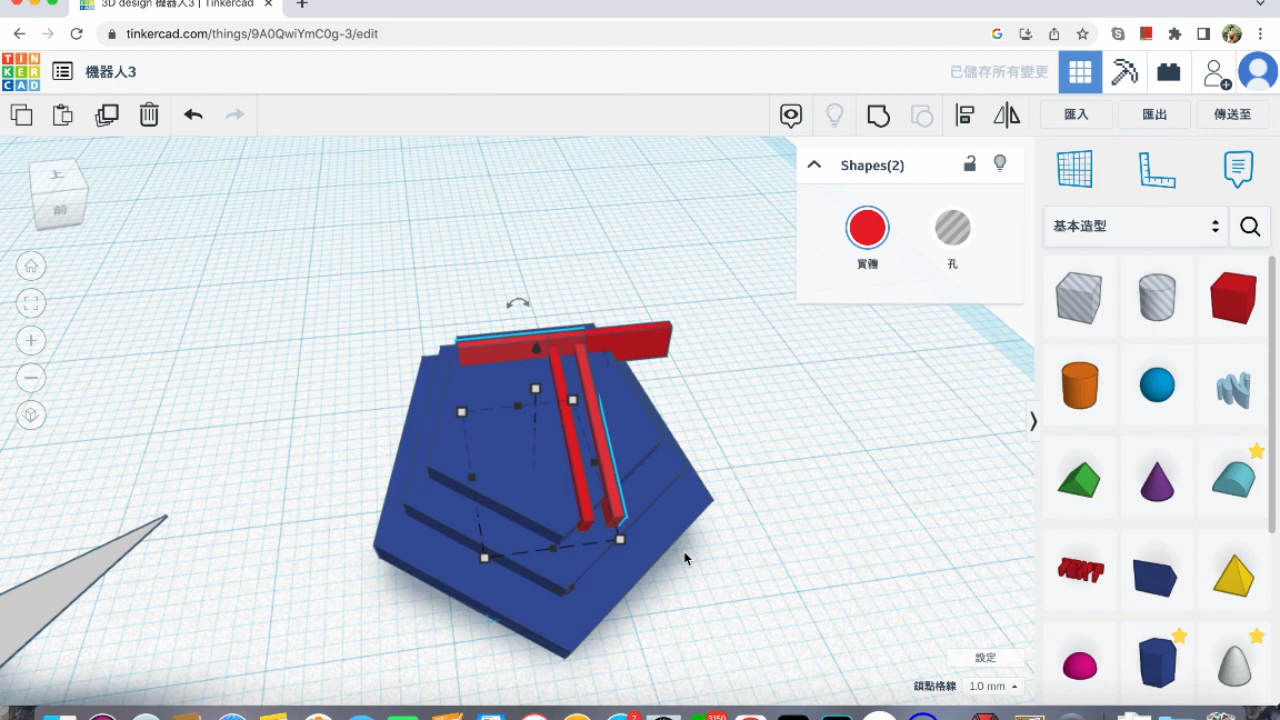 3D design 機器人3 | Tinkercad
tinkercad.com/things/9A0QwiYmC0g-3/edit
TIN
KER
CAD
機器人3
已儲存所有變更
匯入
匯出
傳送至
上
前
Shapes(2)
實體
孔
基本造型
TEXT
設定
鎖點格線 1.0 mm
2
3150